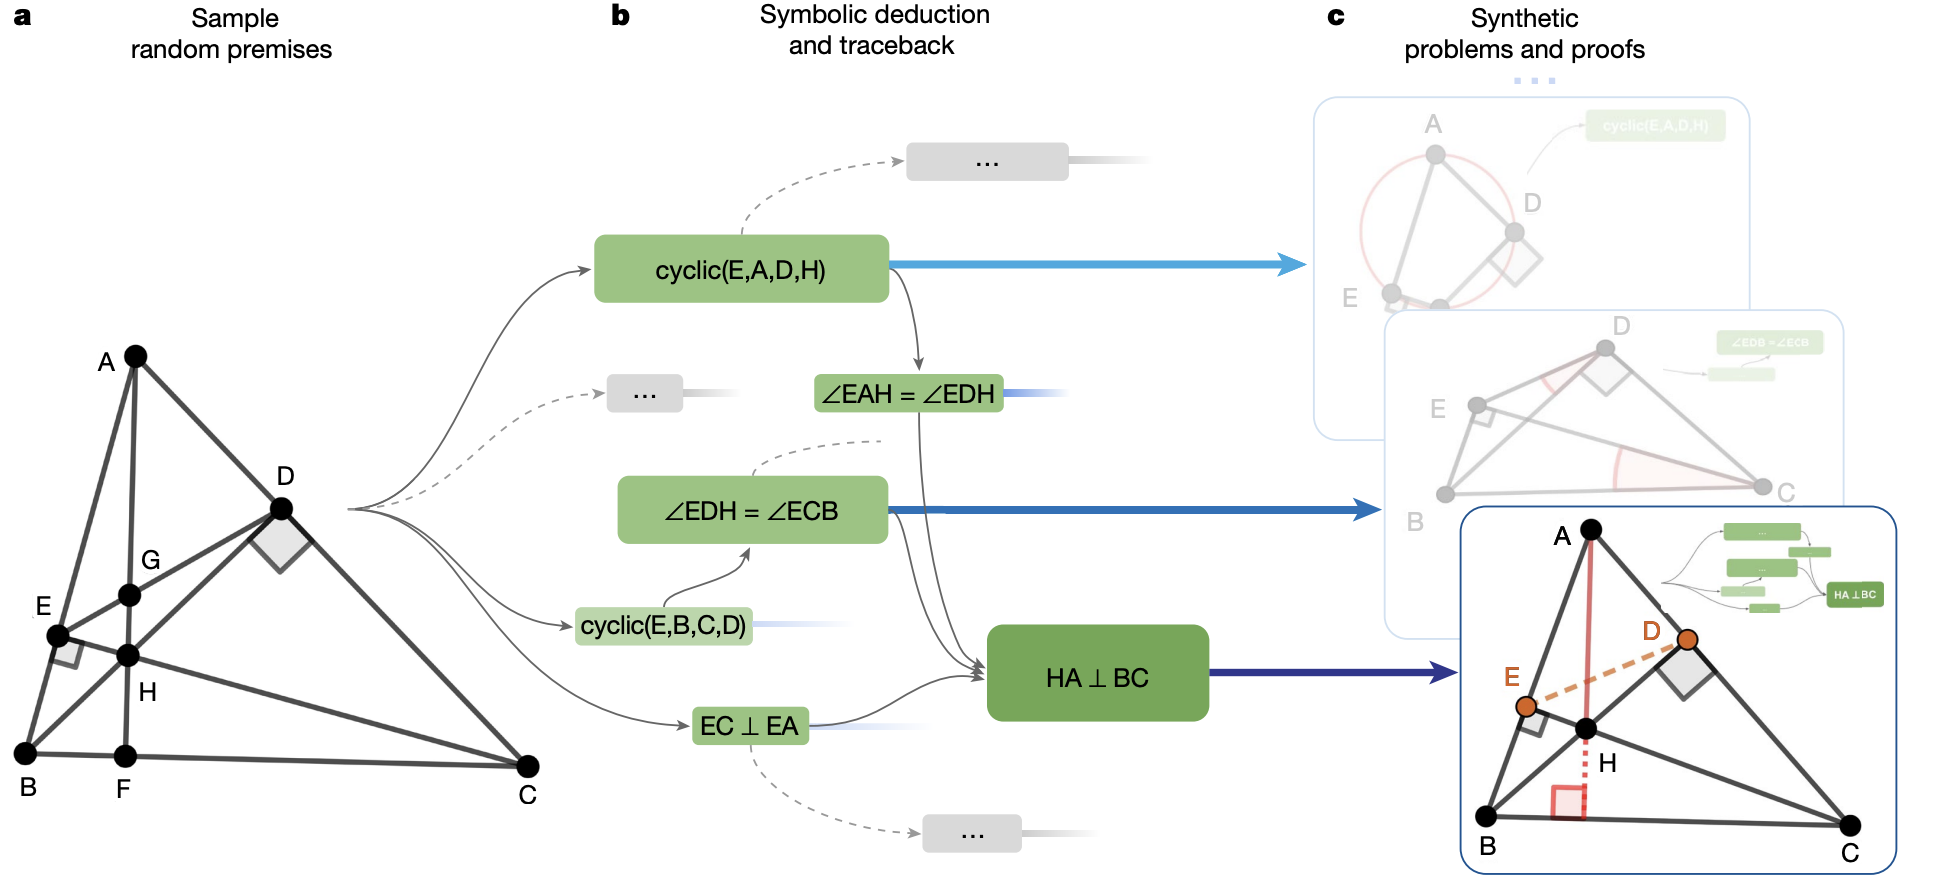 a
Sample
random premises
b
Symbolic deduction
and traceback
c
Synthetic
problems and proofs
...
A
D
G
E
H
B
F
C
...
cyclic(E,A,D,H)
...
∠EAH = ∠EDH
∠EDH = ∠ECB
cyclic(E,B,C,D)
HA ⊥ BC
EC ⊥ EA
...
A
cyclic(E,A,D,H)
D
E
D
∠EDB = ∠ECB
E
C
B
A
...
...
HA ⊥ BC
D
E
H
B
C